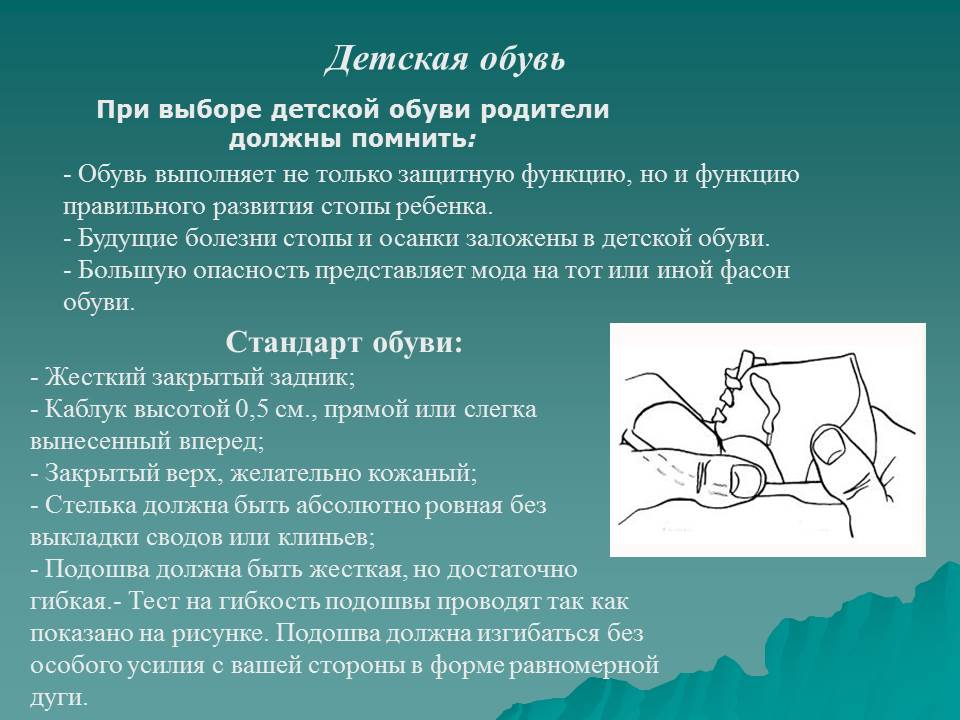 Детская обувь
При выборе детской обуви родители
должны помнить:
- Обувь выполняет не только защитную функцию, но и функцию
правильного развития стопы ребенка.
- Будущие болезни стопы и осанки заложены в детской обуви.
- Большую опасность представляет мода на тот или иной фасон
обуви.
Стандарт обуви:
- Жесткий закрытый задник;
- Каблук высотой 0,5 см., прямой или слегка
вынесенный вперед;
- Закрытый верх, желательно кожаный;
- Стелька должна быть абсолютно ровная без
выкладки сводов или клиньев;
- Подошва должна быть жесткая, но достаточно
гибкая.- Тест на гибкость подошвы проводят так как
показано на рисунке. Подошва должна изгибаться без
особого усилия с вашей стороны в форме равномерной
дуги.